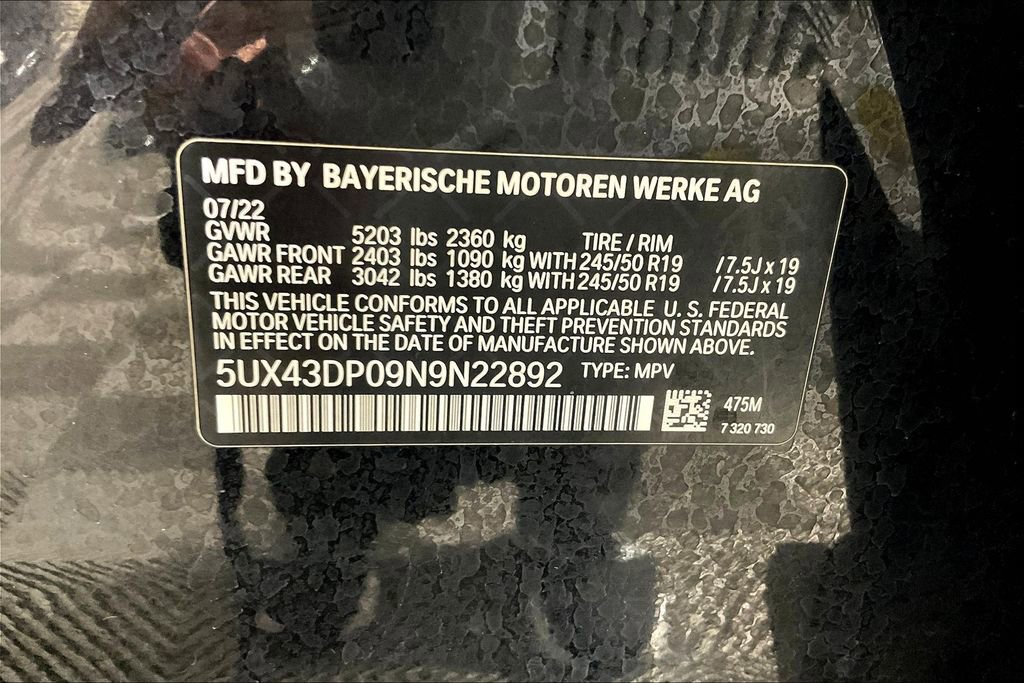 MFD BY BAYERISCHE MOTOREN WERKE AG
07/22
GVWR 5203 lbs 2360 kg TIRE / RIM
GAWR FRONT 2403 lbs 1090 kg WITH 245/50 R19 / 7.5J x 19
GAWR REAR 3042 lbs 1380 kg WITH 245/50 R19 / 7.5J x 19
THIS VEHICLE CONFORMS TO ALL APPLICABLE U. S. FEDERAL
MOTOR VEHICLE SAFETY AND THEFT PREVENTION STANDARDS
IN EFFECT ON THE DATE OF MANUFACTURE SHOWN ABOVE.
5UX43DP09N9N22892 TYPE: MPV
475M
7 320 730